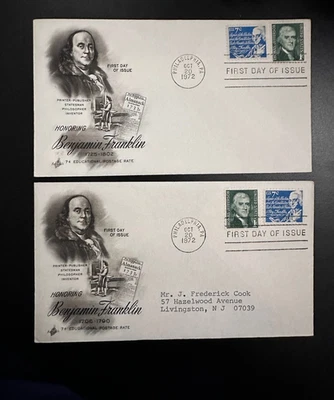 FIRST DAY
OF ISSUE
PRINTER-PUBLISHER
STATESMAN
PHILOSOPHER
INVENTOR
HONORING
Benjamin Franklin
7¢ EDUCATIONAL POSTAGE RATE
PHILADELPHIA, PA
OCT
20
1972
7¢
FIRST DAY OF ISSUE
FIRST DAY
OF ISSUE
PRINTER-PUBLISHER
STATESMAN
PHILOSOPHER
INVENTOR
HONORING
Benjamin Franklin
1706-1790
7¢ EDUCATIONAL POSTAGE RATE
PHILADELPHIA, PA
OCT
20
1972
FIRST DAY OF ISSUE
Mr. J. Frederick Cook
57 Hazelwood Avenue
Livingston, N J 07039